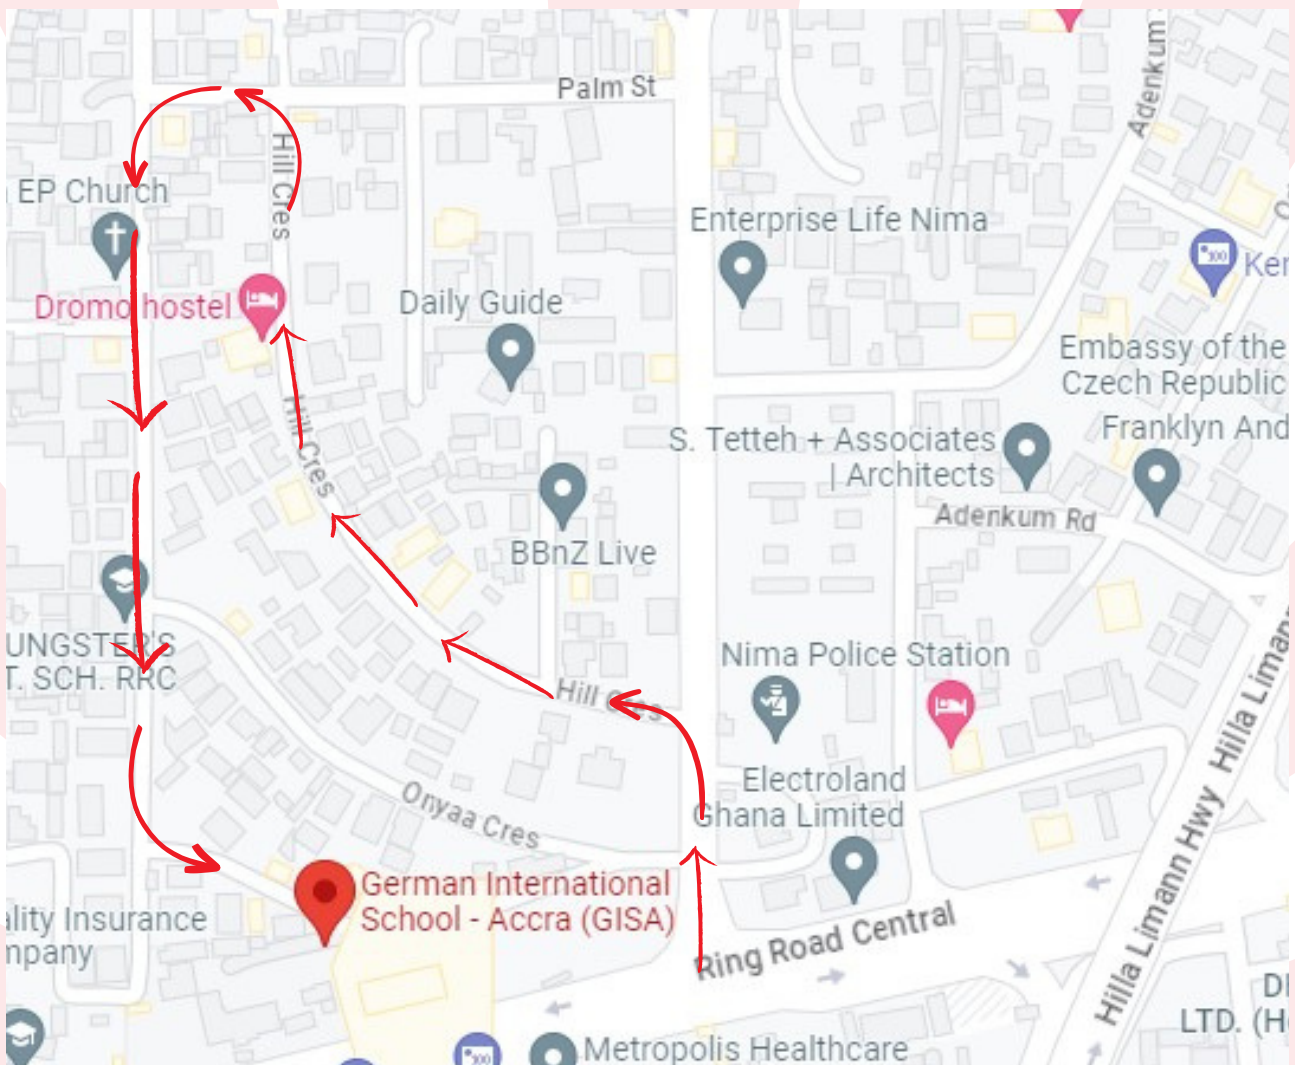 Palm St
Adenkum
Hill Cres
EP Church
Enterprise Life Nima
Ker
Dromo hostel
Daily Guide
Embassy of the
Czech Republic
Franklyn And
S. Tetteh + Associates
| Architects
Hill Cres
Adenkum Rd
BBnZ Live
UNGSTER'S
T. SCH. RRC
Nima Police Station
Hill Cres
Hilla Limann
Electroland
Ghana Limited
Onyaa Cres
Hilla Limann Hwy
German International
School - Accra (GISA)
ality Insurance
mpany
Ring Road Central
LTD. (H
Metropolis Healthcare